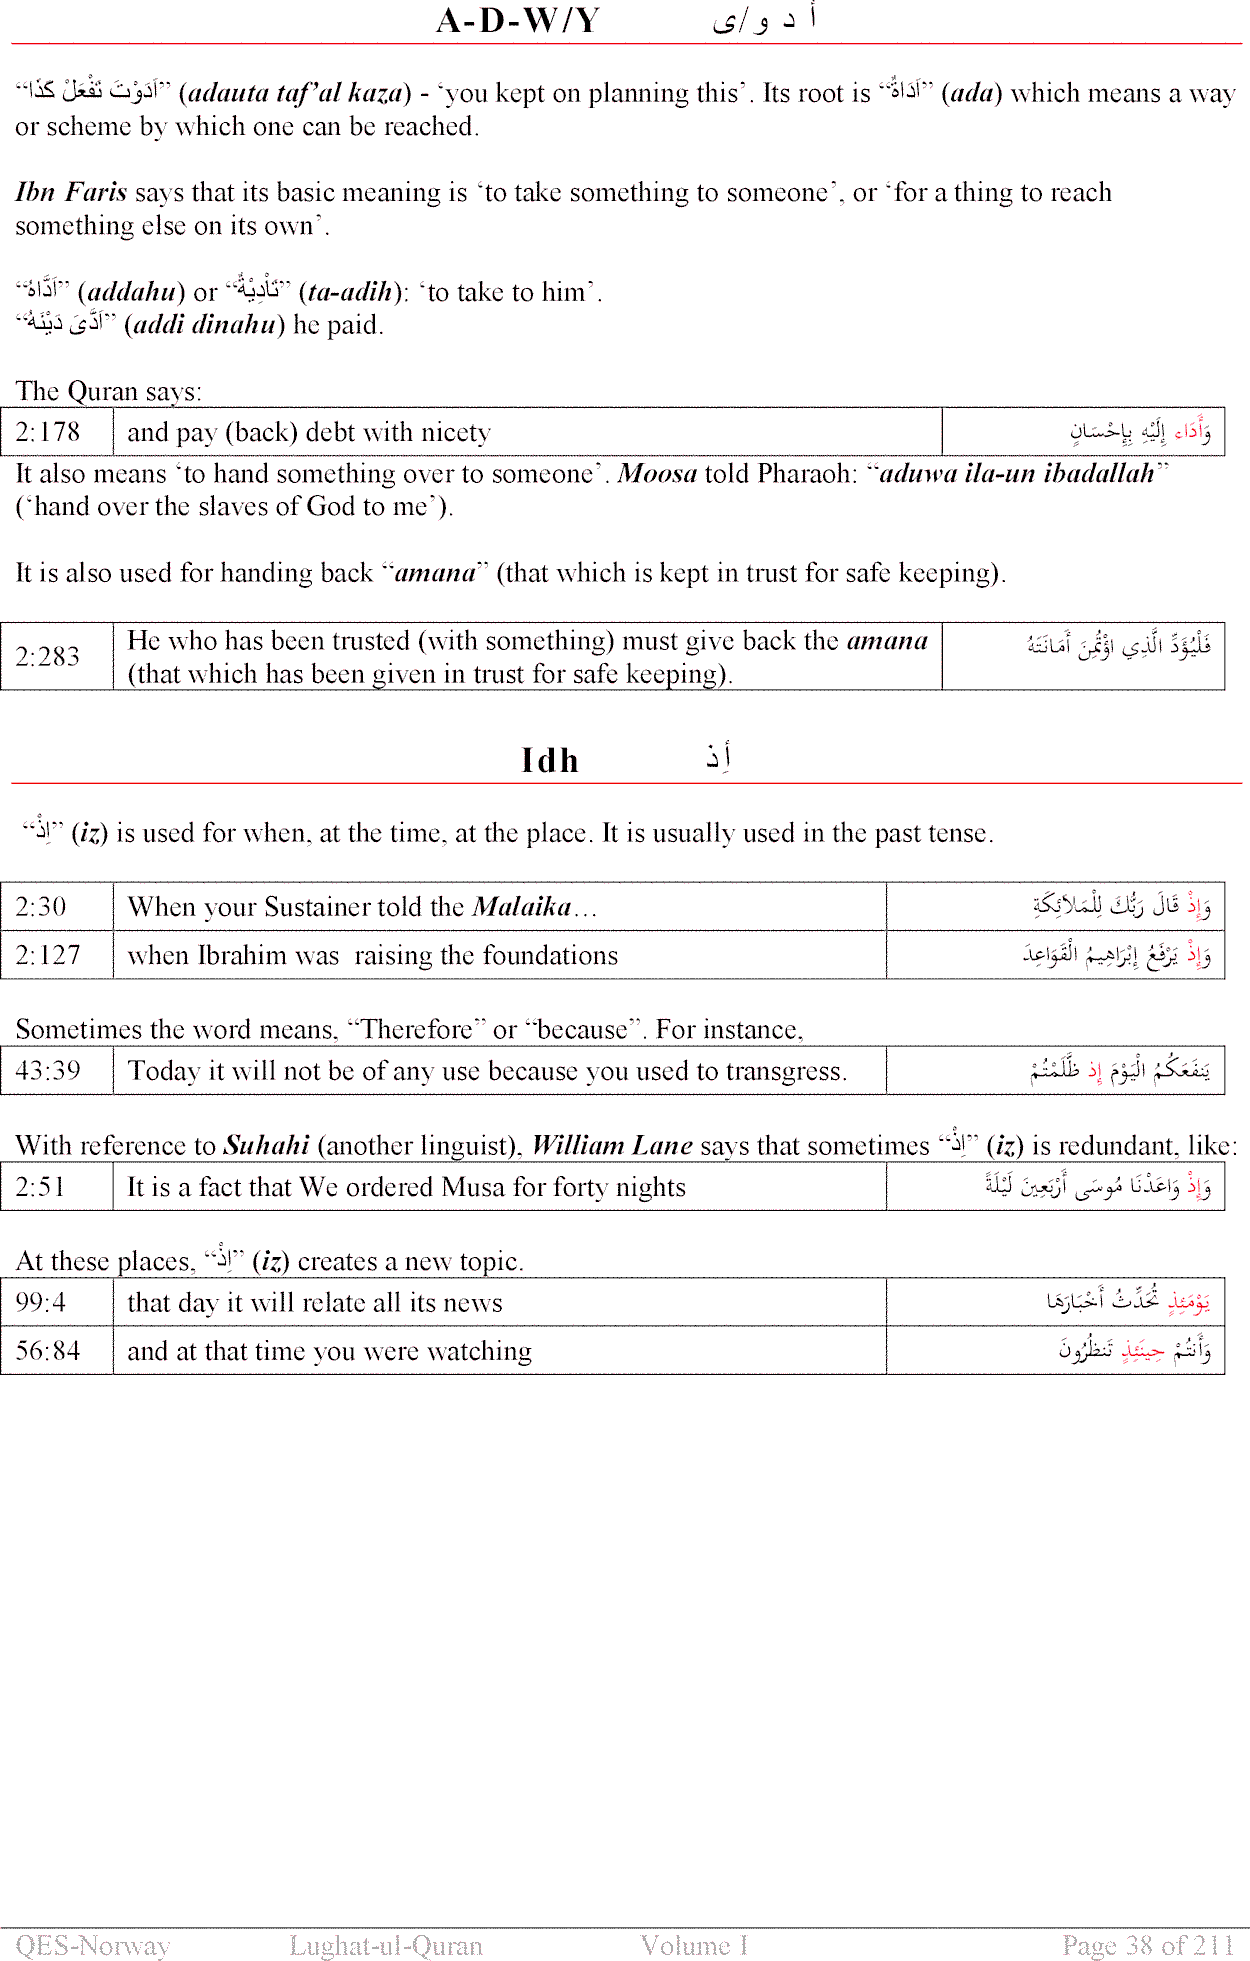 A-D-W/Y أ د و/ى
“اَدَوْتَ تَفْعَلْ كَذَا” (adauta taf’al kaza) - ‘you kept on planning this’. Its root is “اَدَاةٌ” (ada) which means a way
or scheme by which one can be reached.
Ibn Faris says that its basic meaning is ‘to take something to someone’, or ‘for a thing to reach
something else on its own’.
“اَدَّاهُ” (addahu) or “تَاْدِيْةٌ” (ta-adih): ‘to take to him’.
“اَدَّىَ دَيْنَهُ” (addi dinahu) he paid.
The Quran says:
2:178 and pay (back) debt with nicety وَأَدَاء إِلَيْهِ بِإِحْسَانٍ
It also means ‘to hand something over to someone’. Moosa told Pharaoh: “aduwa ila-un ibadallah”
(‘hand over the slaves of God to me’).
It is also used for handing back “amana” (that which is kept in trust for safe keeping).
2:283 He who has been trusted (with something) must give back the amana فَلْيُؤَدِّ الَّذِي اؤْتُمِنَ أَمَانَتَهُ
(that which has been given in trust for safe keeping).
Idh أِذ
“اِذْ” (iz) is used for when, at the time, at the place. It is usually used in the past tense.
2:30 When your Sustainer told the Malaika… وَإِذْ قَالَ رَبُّكَ لِلْمَلاَئِكَةِ
2:127 when Ibrahim was  raising the foundations وَإِذْ يَرْفَعُ إِبْرَاهِيمُ الْقَوَاعِدَ
Sometimes the word means, “Therefore” or “because”. For instance,
43:39 Today it will not be of any use because you used to transgress. يَنفَعَكُمُ الْيَوْمَ إِذ ظَّلَمْتُمْ
With reference to Suhahi (another linguist), William Lane says that sometimes “اِذْ” (iz) is redundant, like:
2:51 It is a fact that We ordered Musa for forty nights وَإِذْ وَاعَدْنَا مُوسَى أَرْبَعِينَ لَيْلَةً
At these places, “اِذْ” (iz) creates a new topic.
99:4 that day it will relate all its news يَوْمَئِذٍ تُحَدِّثُ أَخْبَارَهَا
56:84 and at that time you were watching وَأَنتُمْ حِينَئِذٍ تَنظُرُونَ
QES-Norway Lughat-ul-Quran Volume I Page 38 of 211